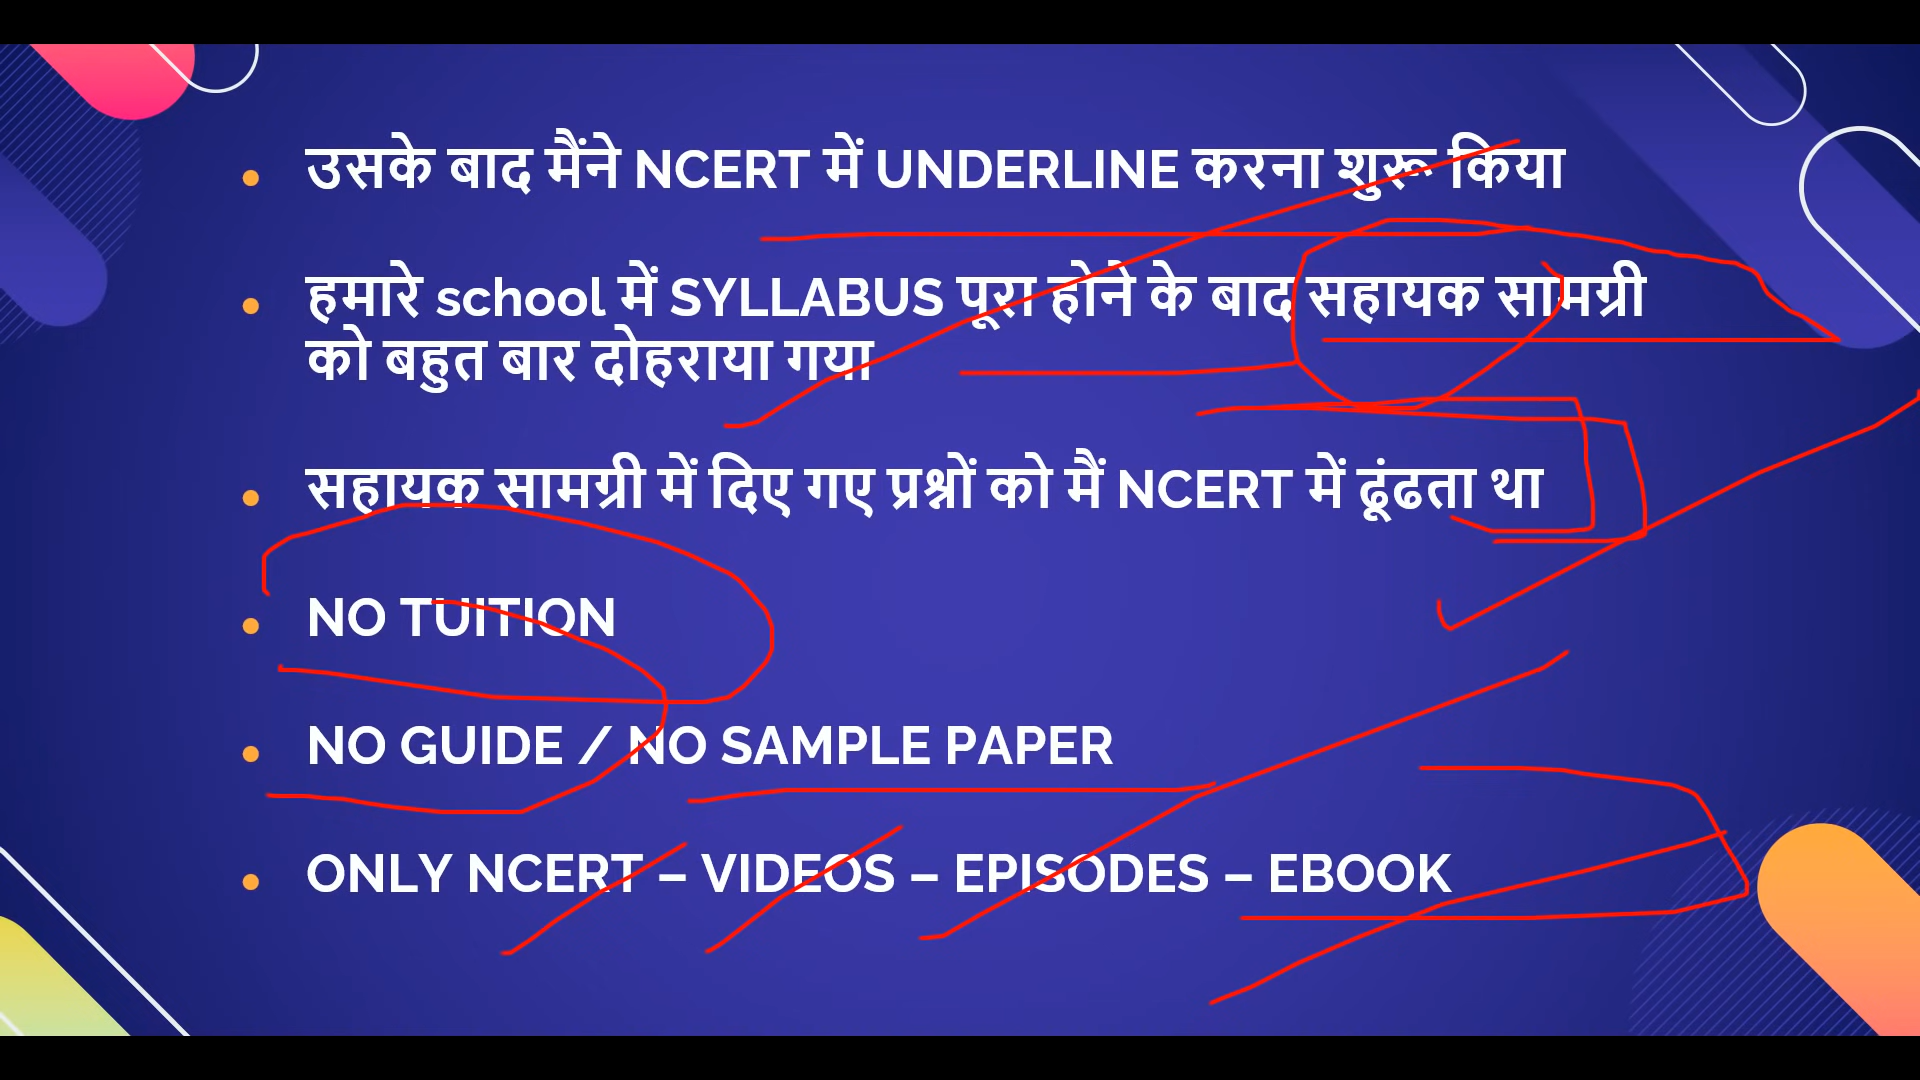 उसके बाद मैंने NCERT में UNDERLINE करना शुरू किया
हमारे school में SYLLABUS पूरा होने के बाद सहायक सामग्री
को बहुत बार दोहराया गया
सहायक सामग्री में दिए गए प्रश्नों को मैं NCERT में ढूंढता था
NO TUITION
NO GUIDE / NO SAMPLE PAPER
ONLY NCERT – VIDEOS – EPISODES – EBOOK